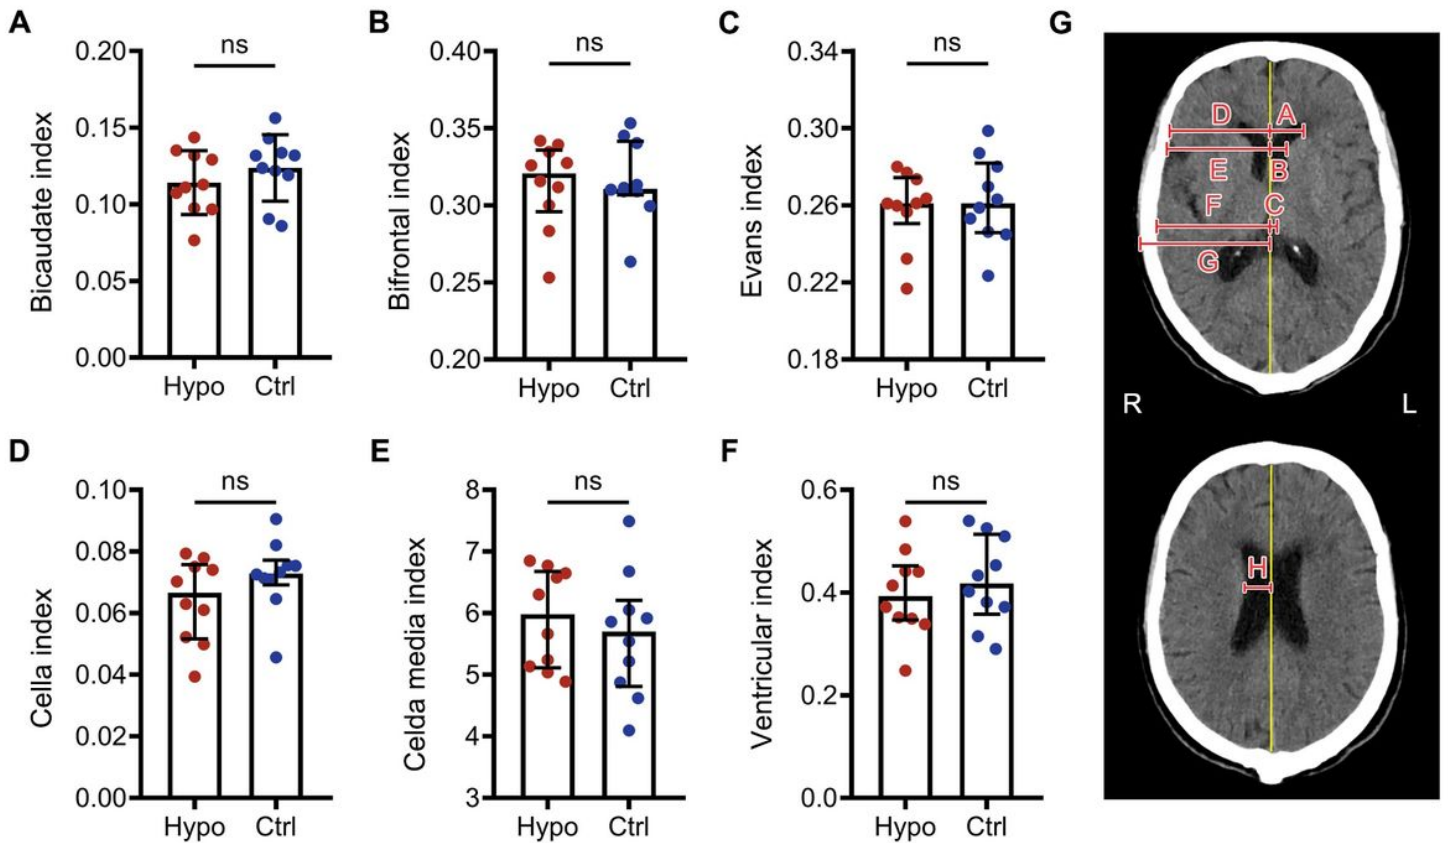 A
Bicaudate index
0.20
0.15
0.10
0.05
0.00
ns
Hypo Ctrl
B
Bifrontal index
0.40
0.35
0.30
0.25
0.20
ns
Hypo Ctrl
C
Evans index
0.34
0.30
0.26
0.22
0.18
ns
Hypo Ctrl
D
Cella index
0.10
0.08
0.06
0.04
0.02
0.00
ns
Hypo Ctrl
E
Celda media index
8
7
6
5
4
3
ns
Hypo Ctrl
F
Ventricular index
0.6
0.4
0.2
0.0
ns
Hypo Ctrl
G
D A
E B
F C
G
R L
H